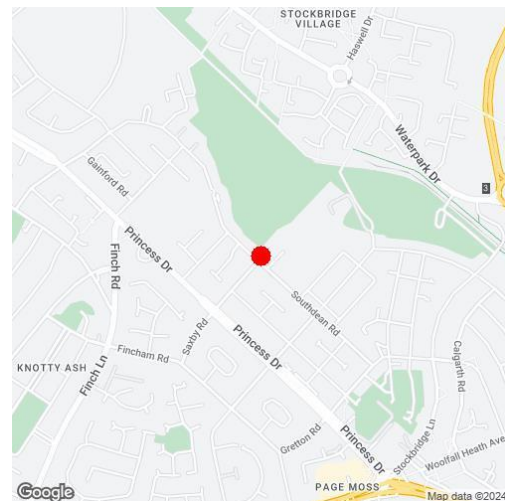 STOCKBRIDGE
VILLAGE
Haswell Dr
Waterpark Dr
3
Gainford Rd
Princess Dr
Finch Rd
Southdean Rd
Saxby Rd
Princess Dr
Fincham Rd
KNOTTY ASH
Finch Ln
Calgarth Rd
Stockbridge Ln
Gretton Rd
Princess Dr
Woolfall Heath Ave
PAGE MOSS
Google
Map data ©2024